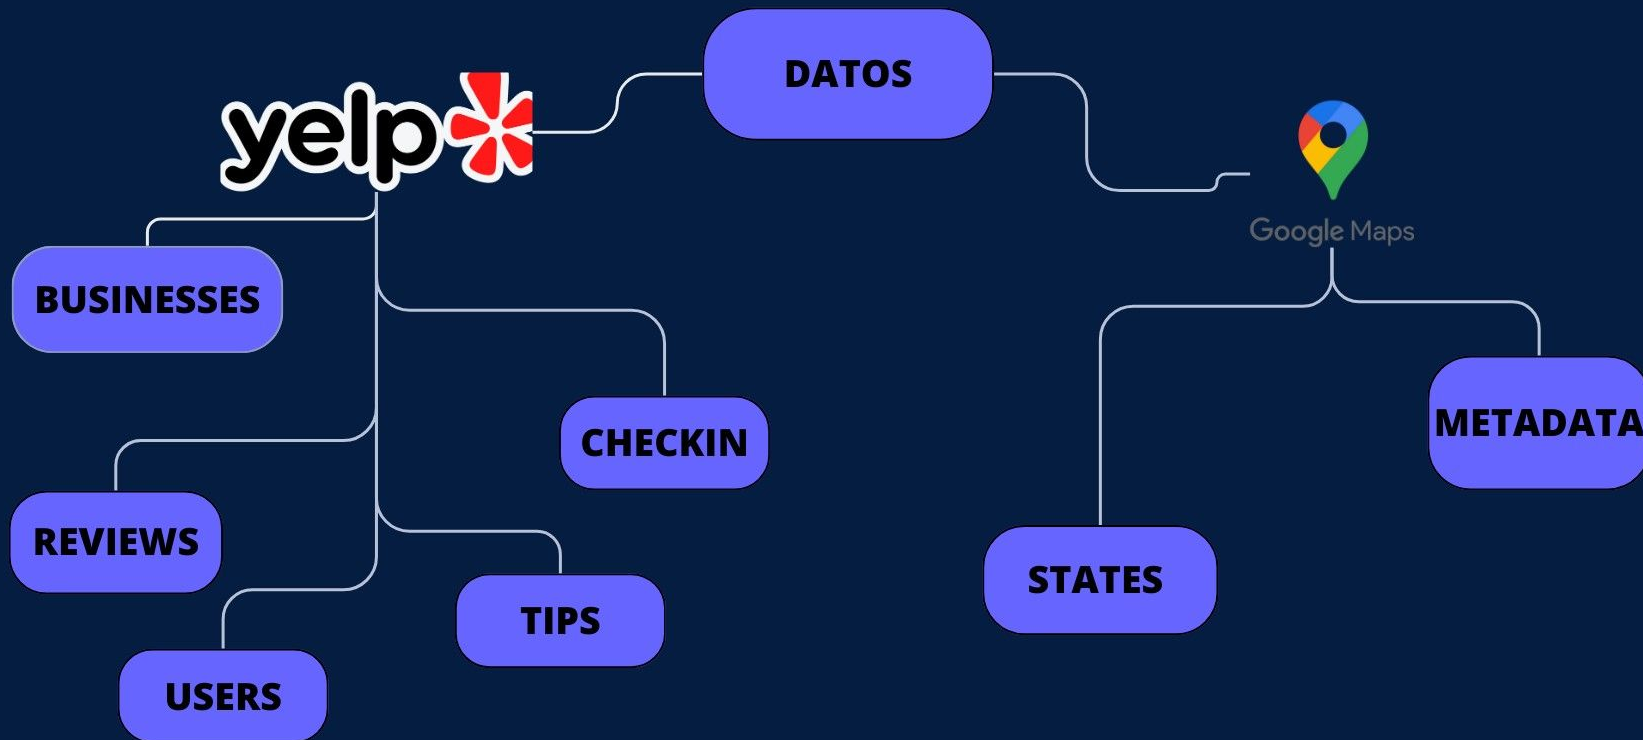 DATOS
yelp
Google Maps
BUSINESSES
METADATA
CHECKIN
REVIEWS
STATES
TIPS
USERS